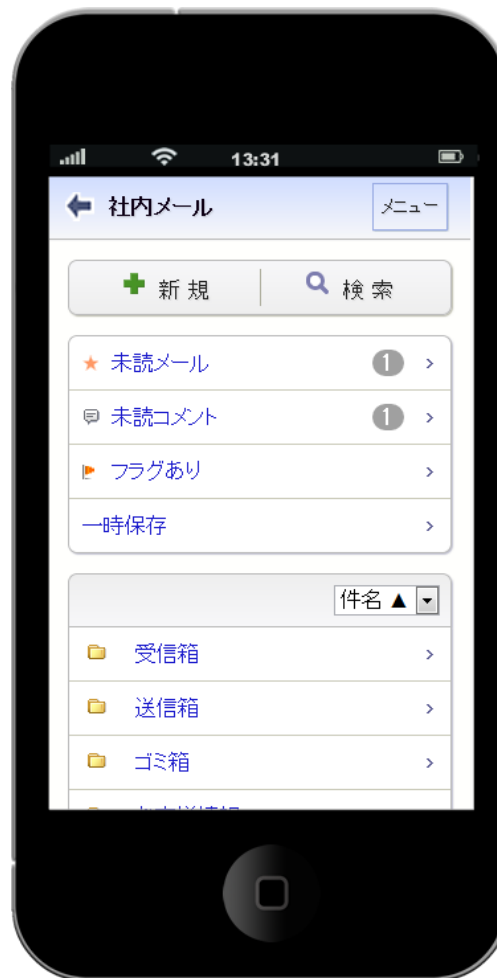 13:31
社内メール メニュー
新規 検索
未読メール 1
未読コメント 1
フラグあり
一時保存
件名 ▲
受信箱
送信箱
ゴミ箱